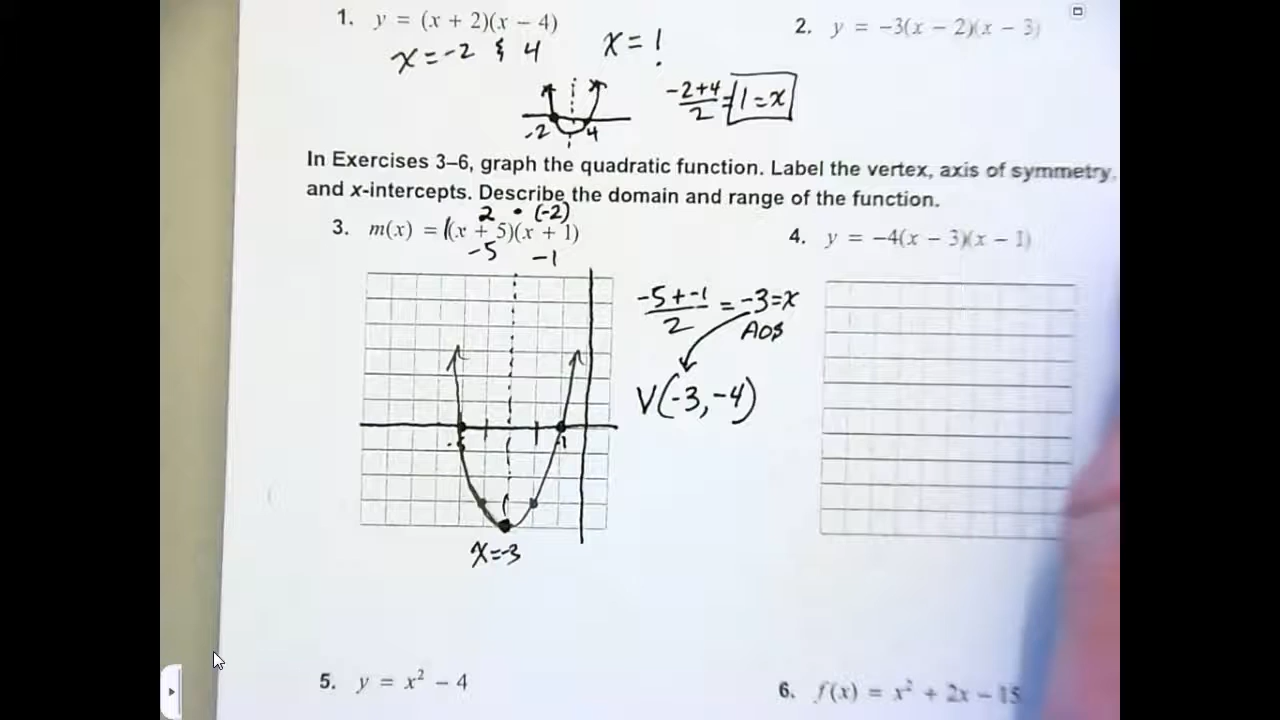 1. y = (x + 2)(x − 4)
2. y = −3(x − 2)(x − 3)
x = -2 & 4
x = 1
-2+4/2 = 1 = x
-2 4
In Exercises 3–6, graph the quadratic function. Label the vertex, axis of symmetry,
and x-intercepts. Describe the domain and range of the function.
2 • (-2)
3. m(x) = 1(x + 5)(x + 1)
-5 -1
4. y = −4(x − 3)(x − 1)
-5 + -1/2 = -3 = x
AOS
V(-3, -4)
-1
x = -3
5. y = x² − 4
6. f(x) = x² + 2x − 15